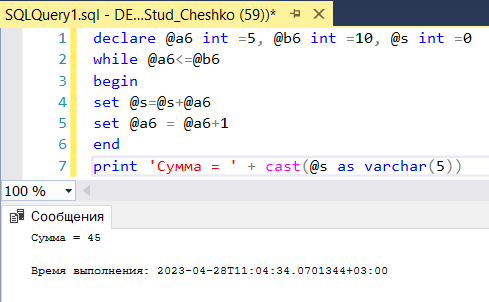 SQLQuery1.sql - DE...Stud_Cheshko (59))*
1 declare @a6 int =5, @b6 int =10, @s int =0
2 while @a6<=@b6
3 begin
4 set @s=@s+@a6
5 set @a6 = @a6+1
6 end
7 print 'Сумма = ' + cast(@s as varchar(5))
100 %
Сообщения
Сумма = 45
Время выполнения: 2023-04-28T11:04:34.0701344+03:00